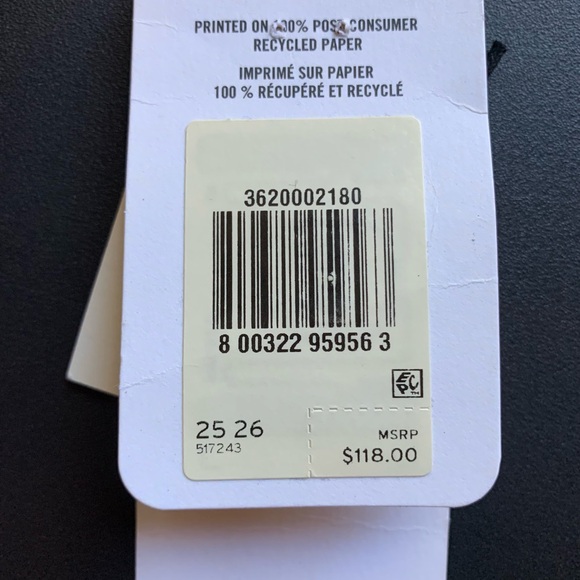 PRINTED ON 100% POST-CONSUMER
RECYCLED PAPER
IMPRIMÉ SUR PAPIER
100 % RÉCUPÉRÉ ET RECYCLÉ
3620002180
8 00322 95956 3
EPC™
25 26
517243
MSRP
$118.00